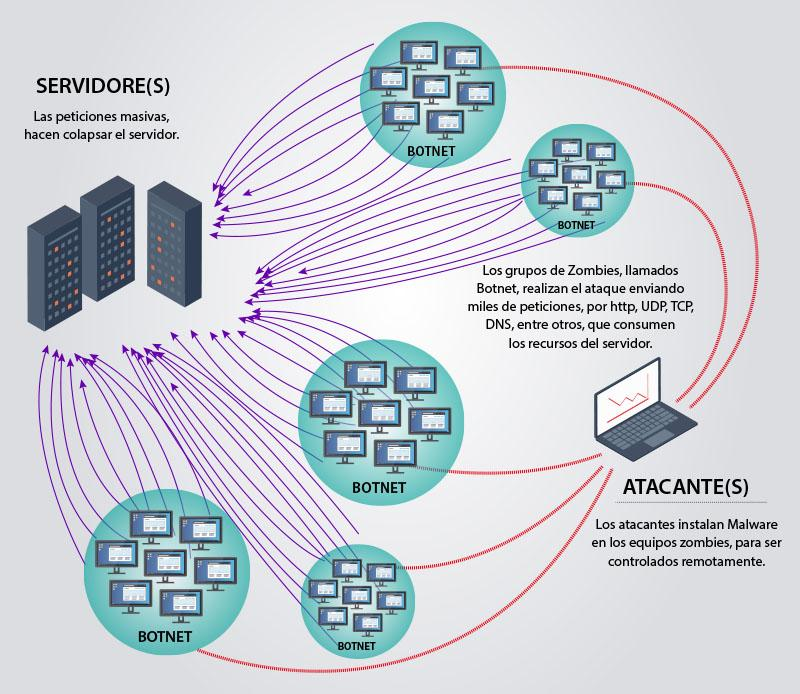 SERVIDORE(S)
Las peticiones masivas,
hacen colapsar el servidor.
BOTNET
BOTNET
Los grupos de Zombies, llamados
Botnet, realizan el ataque enviando
miles de peticiones, por http, UDP, TCP,
DNS, entre otros, que consumen
los recursos del servidor.
BOTNET
ATACANTE(S)
Los atacantes instalan Malware
en los equipos zombies, para ser
controlados remotamente.
BOTNET
BOTNET